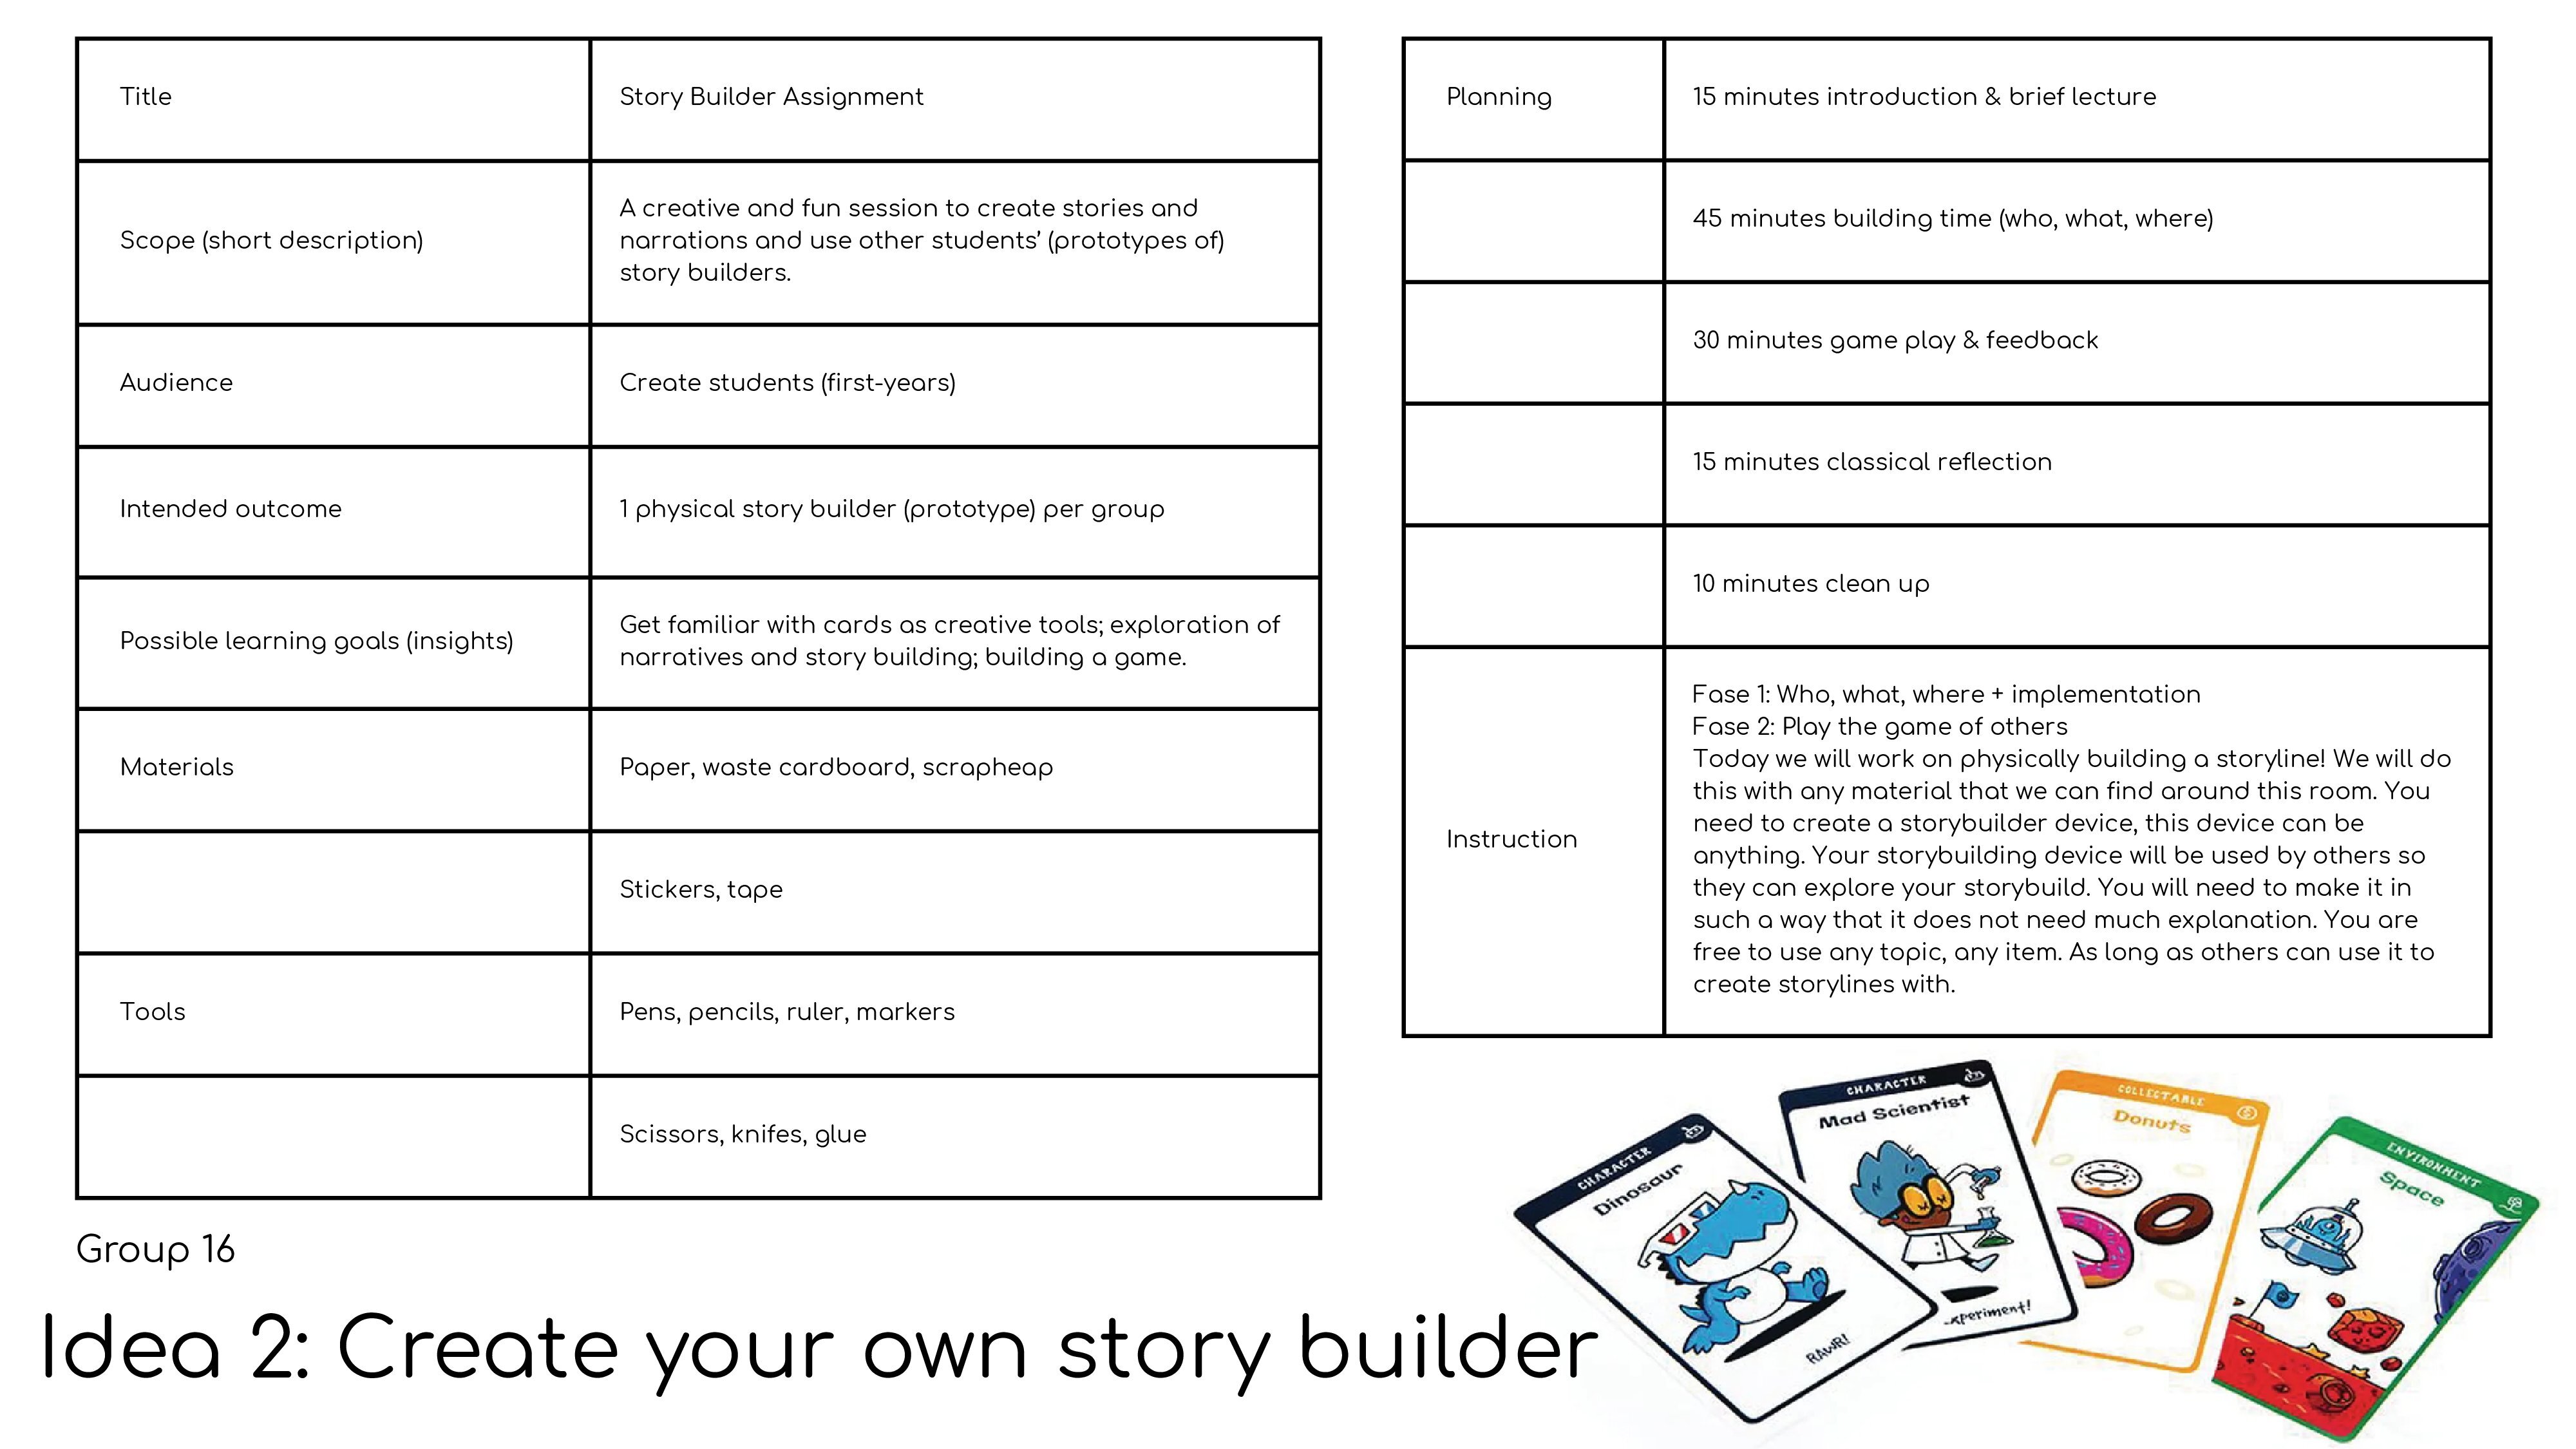 Title
Story Builder Assignment
Scope (short description)
A creative and fun session to create stories and
narrations and use other students’ (prototypes of)
story builders.
Audience
Create students (first-years)
Intended outcome
1 physical story builder (prototype) per group
Possible learning goals (insights)
Get familiar with cards as creative tools; exploration of
narratives and story building; building a game.
Materials
Paper, waste cardboard, scrapheap
Stickers, tape
Tools
Pens, pencils, ruler, markers
Scissors, knifes, glue
Planning
15 minutes introduction & brief lecture
45 minutes building time (who, what, where)
30 minutes game play & feedback
15 minutes classical reflection
10 minutes clean up
Instruction
Fase 1: Who, what, where + implementation
Fase 2: Play the game of others
Today we will work on physically building a storyline! We will do
this with any material that we can find around this room. You
need to create a storybuilder device, this device can be
anything. Your storybuilding device will be used by others so
they can explore your storybuild. You will need to make it in
such a way that it does not need much explanation. You are
free to use any topic, any item. As long as others can use it to
create storylines with.
Group 16
Idea 2: Create your own story builder
CHARACTER
Dinosaur
RAWR!
CHARACTER
Mad Scientist
xperiment!
COLLECTABLE
Donuts
ENVIRONMENT
Space